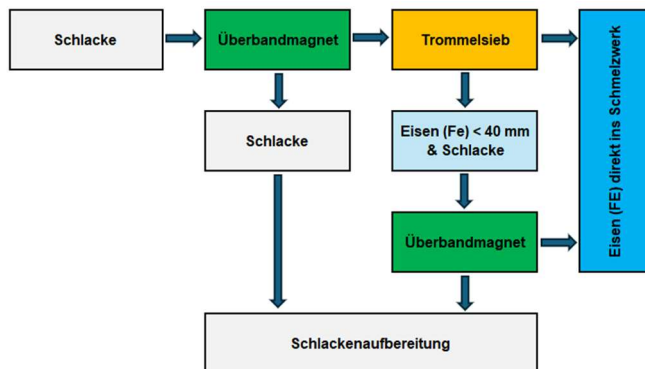 Schlacke
Überbandmagnet
Trommelsieb
Schlacke
Eisen (Fe) < 40 mm
& Schlacke
Überbandmagnet
Eisen (FE) direkt ins Schmelzwerk
Schlackenaufbereitung